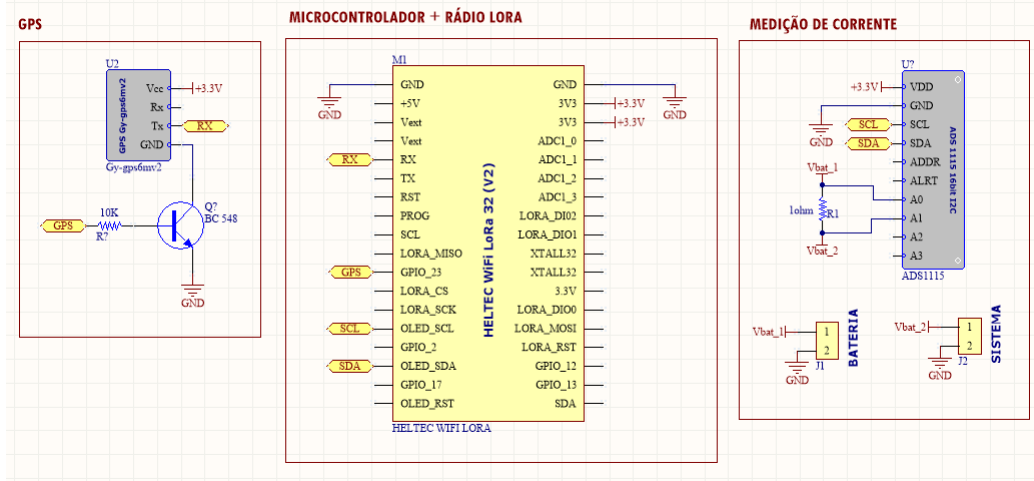 GPS
U2
GPS Gy-gps6mv2
Vcc
+3.3V
Rx
Tx
RX
GND
Gy-gps6mv2
10K
Q?
BC 548
GPS
R?
GND
MICROCONTROLADOR + RÁDIO LORA
M1
HELTEC WiFi LoRa 32 (V2)
GND
GND
GND
GND
+5V
3V3
+3.3V
Vext
3V3
+3.3V
Vext
ADC1_0
RX
RX
ADC1_1
TX
ADC1_2
RST
ADC1_3
PROG
LORA_DI02
SCL
LORA_DIO1
LORA_MISO
XTALL32
GPS
GPIO_23
XTALL32
LORA_CS
3.3V
LORA_SCK
LORA_DIO0
SCL
OLED_SCL
LORA_MOSI
GPIO_2
LORA_RST
SDA
OLED_SDA
GPIO_12
GPIO_17
GPIO_13
OLED_RST
SDA
HELTEC WIFI LORA
MEDIÇÃO DE CORRENTE
U?
ADS 1115 16bit I2C
+3.3V
VDD
GND
GND
SCL
SCL
SDA
SDA
ADDR
Vbat_1
ALRT
A0
1ohm
R1
A1
A2
Vbat_2
A3
ADS1115
Vbat_1
1
2
GND
J1
BATERIA
Vbat_2
1
2
GND
J2
SISTEMA